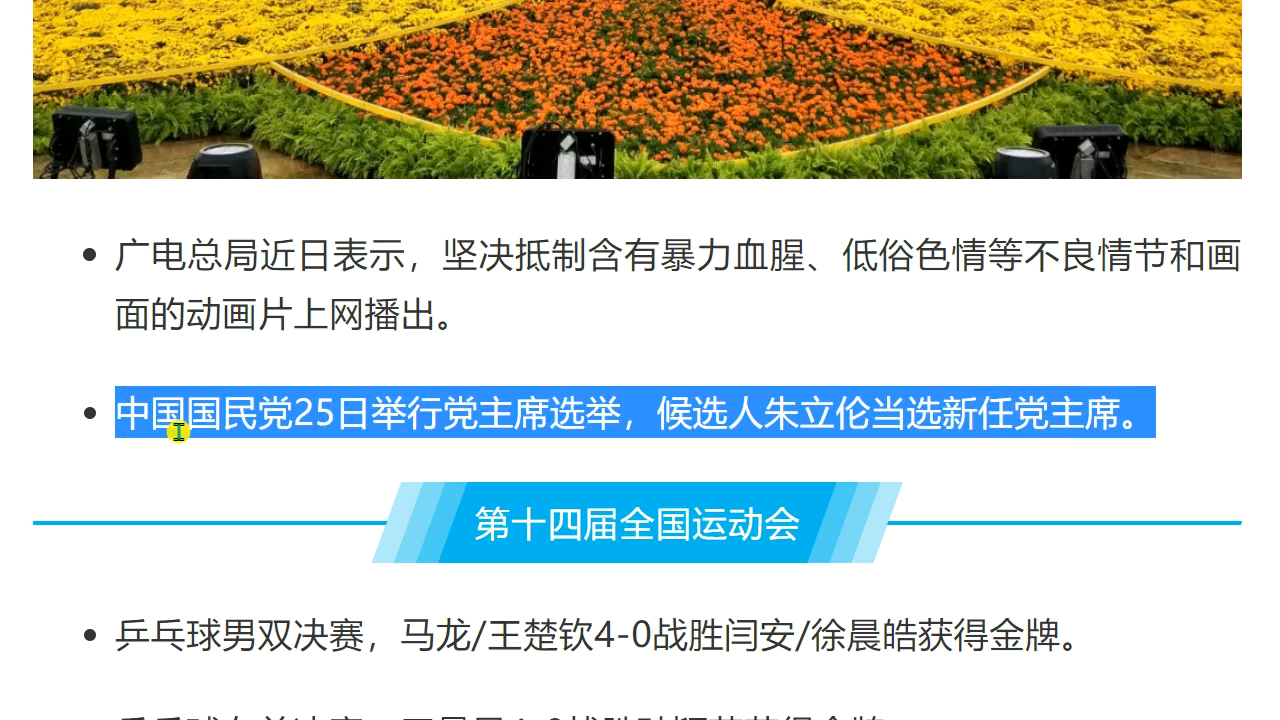 广电总局近日表示，坚决抵制含有暴力血腥、低俗色情等不良情节和画
面的动画片上网播出。
中国国民党25日举行党主席选举，候选人朱立伦当选新任党主席。
第十四届全国运动会
乒乓球男双决赛，马龙/王楚钦4-0战胜闫安/徐晨皓获得金牌。